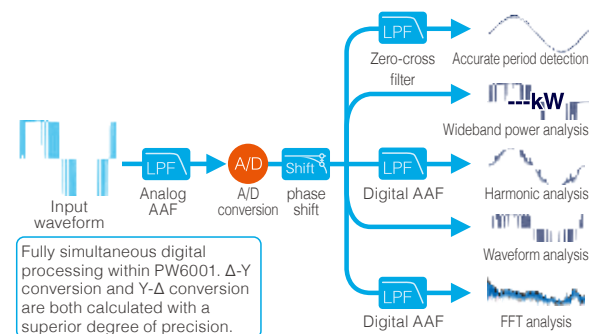 LPF
Zero-cross
filter
Accurate period detection
---kW
Wideband power analysis
Input
waveform
LPF
Analog
AAF
A/D
A/D
conversion
Shift
phase
shift
LPF
Digital AAF
Harmonic analysis
Waveform analysis
LPF
Digital AAF
FFT analysis
Fully simultaneous digital
processing within PW6001. Δ-Y
conversion and Y-Δ conversion
are both calculated with a
superior degree of precision.